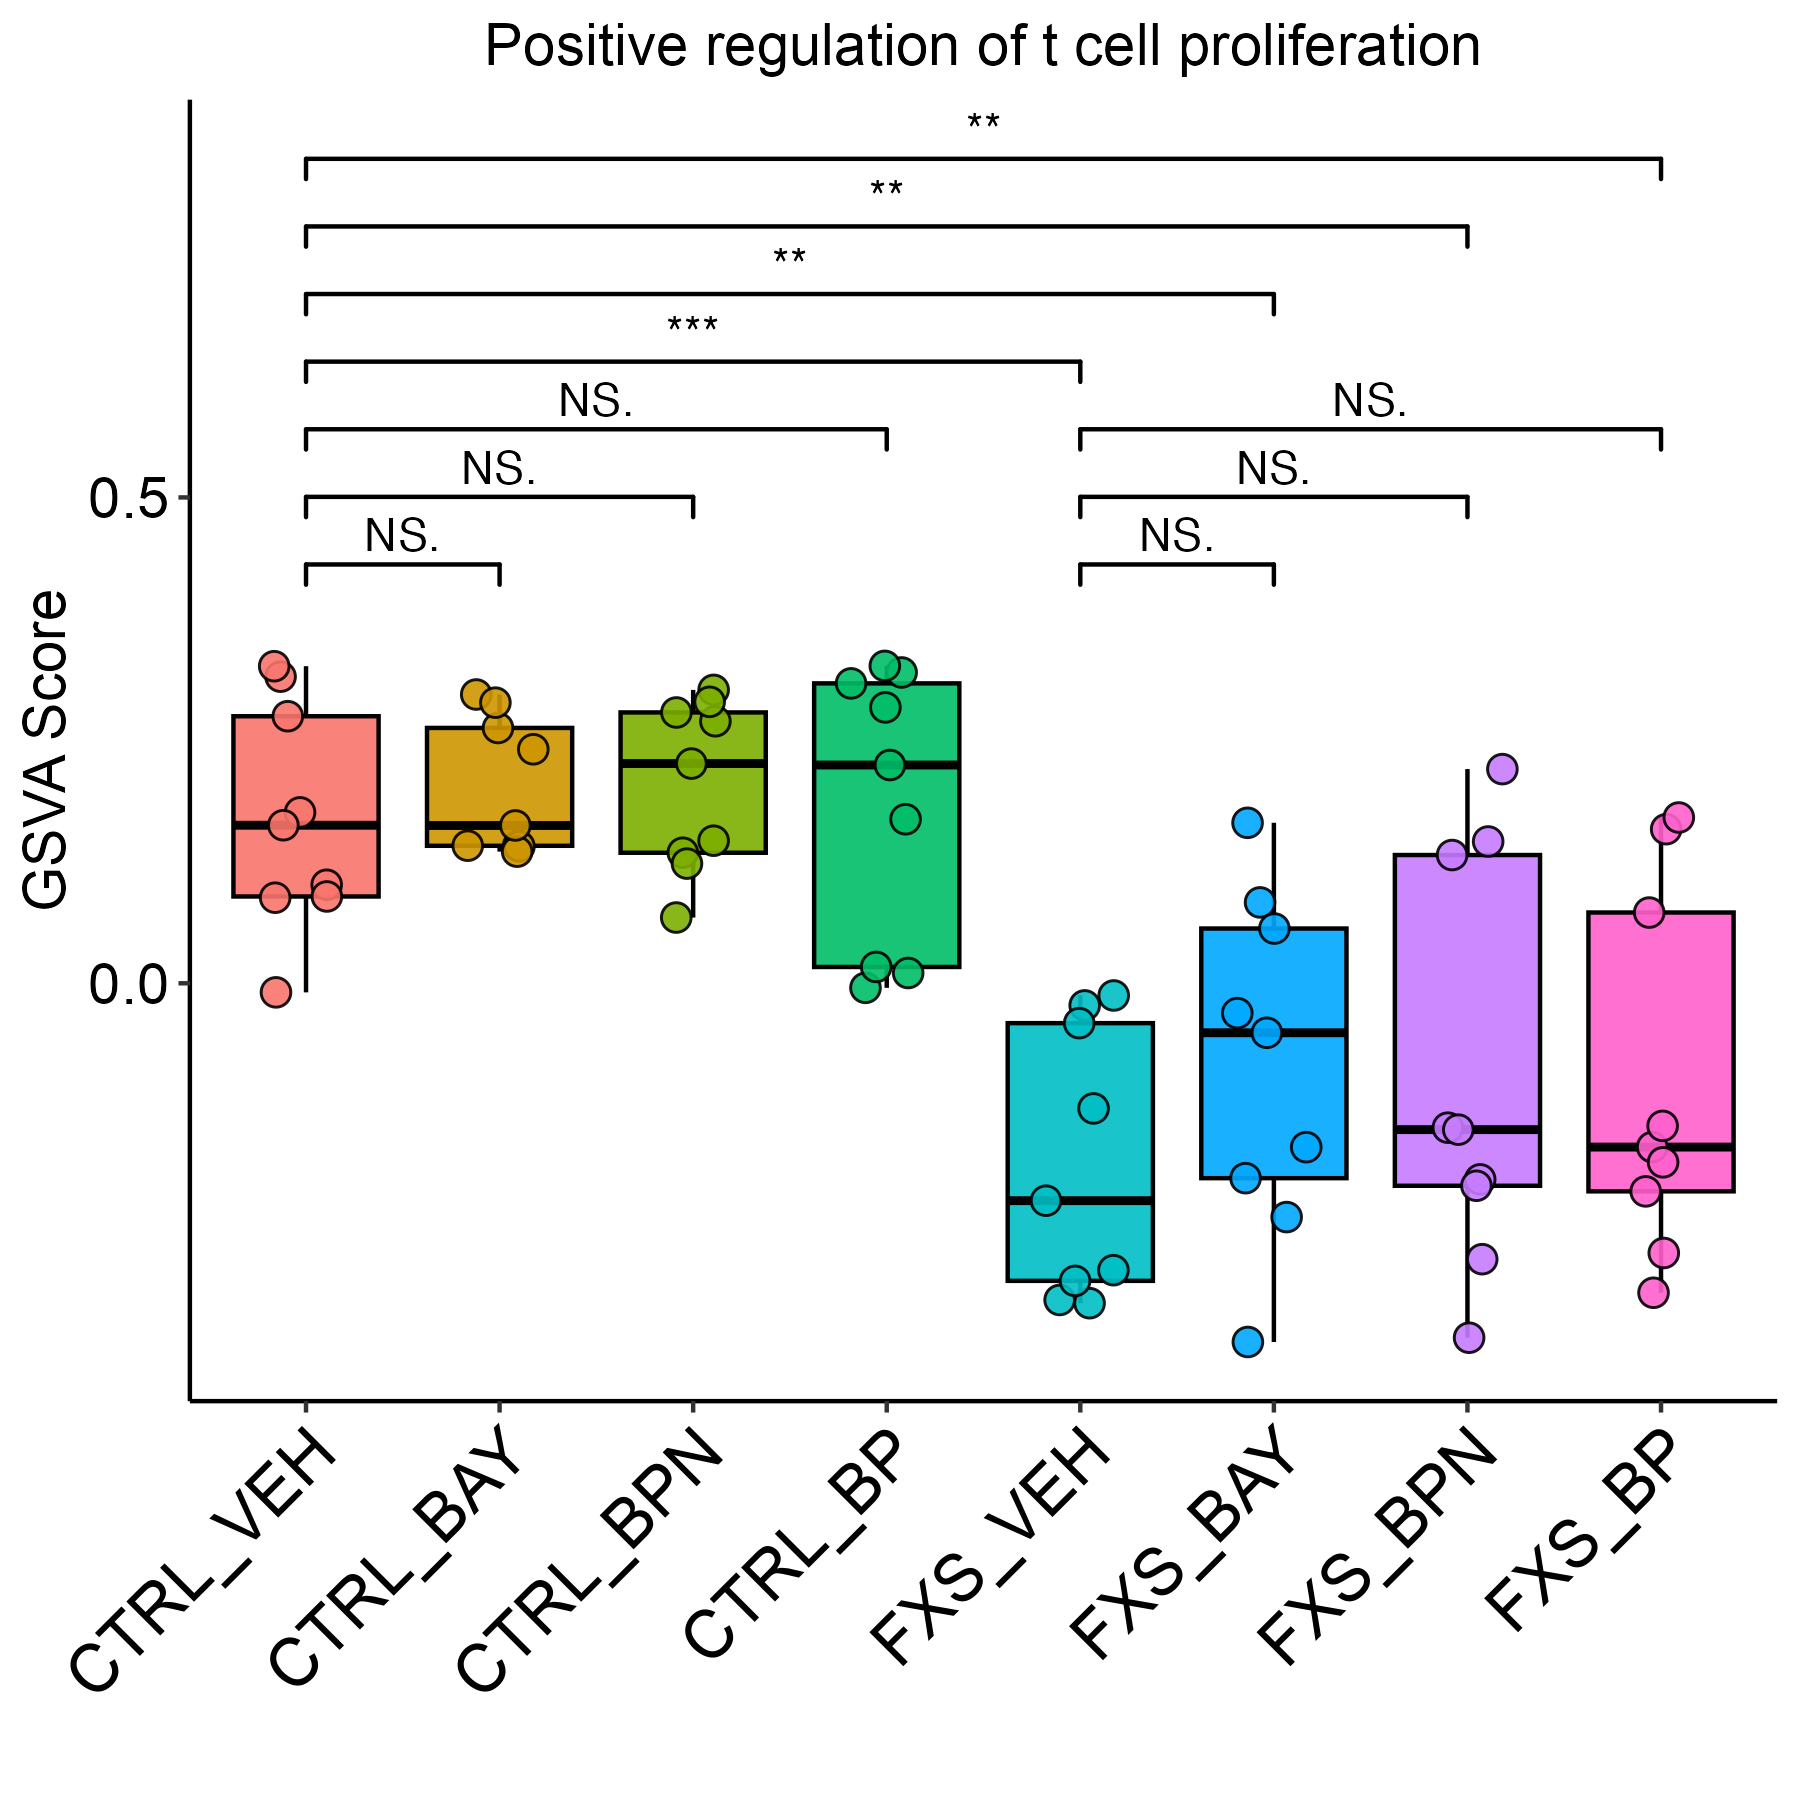 Positive regulation of t cell proliferation
**
**
**
***
NS.
NS.
NS.
NS.
NS.
NS.
GSVA Score
0.5
0.0
CTRL_VEH
CTRL_BAY
CTRL_BPN
CTRL_BP
FXS_VEH
FXS_BAY
FXS_BPN
FXS_BP